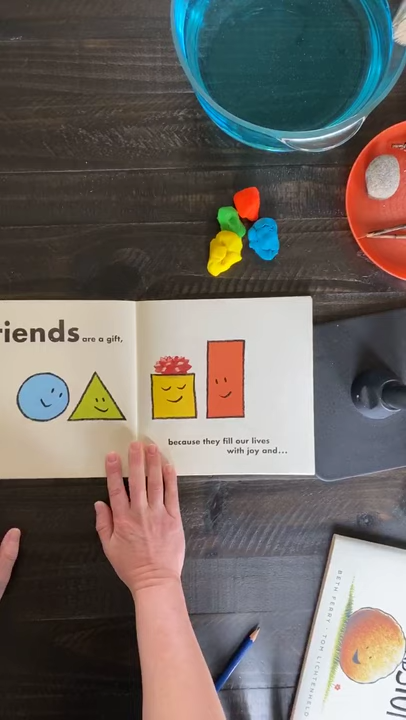 riends are a gift,
because they fill our lives
with joy and...
BETH FERRY · TOM LICHTENHELD